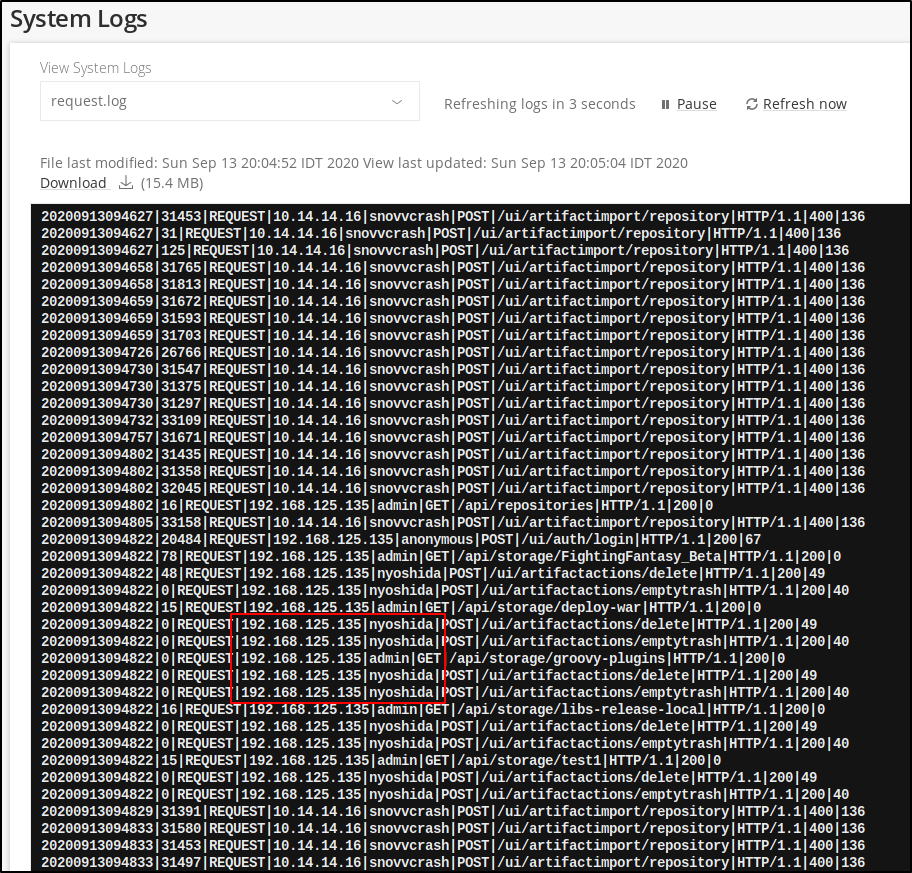 System Logs
View System Logs
request.log
Refreshing logs in 3 seconds Pause Refresh now
File last modified: Sun Sep 13 20:04:52 IDT 2020 View last updated: Sun Sep 13 20:05:04 IDT 2020
Download (15.4 MB)
20200913094627|31453|REQUEST|10.14.14.16|snovvcrash|POST|/ui/artifactimport/repository|HTTP/1.1|400|136
20200913094627|31|REQUEST|10.14.14.16|snovvcrash|POST|/ui/artifactimport/repository|HTTP/1.1|400|136
20200913094627|125|REQUEST|10.14.14.16|snovvcrash|POST|/ui/artifactimport/repository|HTTP/1.1|400|136
20200913094658|31765|REQUEST|10.14.14.16|snovvcrash|POST|/ui/artifactimport/repository|HTTP/1.1|400|136
20200913094658|31813|REQUEST|10.14.14.16|snovvcrash|POST|/ui/artifactimport/repository|HTTP/1.1|400|136
20200913094659|31672|REQUEST|10.14.14.16|snovvcrash|POST|/ui/artifactimport/repository|HTTP/1.1|400|136
20200913094659|31593|REQUEST|10.14.14.16|snovvcrash|POST|/ui/artifactimport/repository|HTTP/1.1|400|136
20200913094659|31703|REQUEST|10.14.14.16|snovvcrash|POST|/ui/artifactimport/repository|HTTP/1.1|400|136
20200913094726|26766|REQUEST|10.14.14.16|snovvcrash|POST|/ui/artifactimport/repository|HTTP/1.1|400|136
20200913094730|31547|REQUEST|10.14.14.16|snovvcrash|POST|/ui/artifactimport/repository|HTTP/1.1|400|136
20200913094730|31375|REQUEST|10.14.14.16|snovvcrash|POST|/ui/artifactimport/repository|HTTP/1.1|400|136
20200913094730|31297|REQUEST|10.14.14.16|snovvcrash|POST|/ui/artifactimport/repository|HTTP/1.1|400|136
20200913094732|33109|REQUEST|10.14.14.16|snovvcrash|POST|/ui/artifactimport/repository|HTTP/1.1|400|136
20200913094757|31671|REQUEST|10.14.14.16|snovvcrash|POST|/ui/artifactimport/repository|HTTP/1.1|400|136
20200913094802|31435|REQUEST|10.14.14.16|snovvcrash|POST|/ui/artifactimport/repository|HTTP/1.1|400|136
20200913094802|31358|REQUEST|10.14.14.16|snovvcrash|POST|/ui/artifactimport/repository|HTTP/1.1|400|136
20200913094802|32045|REQUEST|10.14.14.16|snovvcrash|POST|/ui/artifactimport/repository|HTTP/1.1|400|136
20200913094802|16|REQUEST|192.168.125.135|admin|GET|/api/repositories|HTTP/1.1|200|0
20200913094805|33158|REQUEST|10.14.14.16|snovvcrash|POST|/ui/artifactimport/repository|HTTP/1.1|400|136
20200913094822|20484|REQUEST|192.168.125.135|anonymous|POST|/ui/auth/login|HTTP/1.1|200|67
20200913094822|78|REQUEST|192.168.125.135|admin|GET|/api/storage/FightingFantasy_Beta|HTTP/1.1|200|0
20200913094822|48|REQUEST|192.168.125.135|nyoshida|POST|/ui/artifactactions/delete|HTTP/1.1|200|49
20200913094822|0|REQUEST|192.168.125.135|nyoshida|POST|/ui/artifactactions/emptytrash|HTTP/1.1|200|40
20200913094822|15|REQUEST|192.168.125.135|admin|GET|/api/storage/deploy-war|HTTP/1.1|200|0
20200913094822|0|REQUEST|192.168.125.135|nyoshida|POST|/ui/artifactactions/delete|HTTP/1.1|200|49
20200913094822|0|REQUEST|192.168.125.135|nyoshida|POST|/ui/artifactactions/emptytrash|HTTP/1.1|200|40
20200913094822|0|REQUEST|192.168.125.135|admin|GET|/api/storage/groovy-plugins|HTTP/1.1|200|0
20200913094822|0|REQUEST|192.168.125.135|nyoshida|POST|/ui/artifactactions/delete|HTTP/1.1|200|49
20200913094822|0|REQUEST|192.168.125.135|nyoshida|POST|/ui/artifactactions/emptytrash|HTTP/1.1|200|40
20200913094822|16|REQUEST|192.168.125.135|admin|GET|/api/storage/libs-release-local|HTTP/1.1|200|0
20200913094822|0|REQUEST|192.168.125.135|nyoshida|POST|/ui/artifactactions/delete|HTTP/1.1|200|49
20200913094822|0|REQUEST|192.168.125.135|nyoshida|POST|/ui/artifactactions/emptytrash|HTTP/1.1|200|40
20200913094822|15|REQUEST|192.168.125.135|admin|GET|/api/storage/test1|HTTP/1.1|200|0
20200913094822|0|REQUEST|192.168.125.135|nyoshida|POST|/ui/artifactactions/delete|HTTP/1.1|200|49
20200913094822|0|REQUEST|192.168.125.135|nyoshida|POST|/ui/artifactactions/emptytrash|HTTP/1.1|200|40
20200913094829|31391|REQUEST|10.14.14.16|snovvcrash|POST|/ui/artifactimport/repository|HTTP/1.1|400|136
20200913094833|31580|REQUEST|10.14.14.16|snovvcrash|POST|/ui/artifactimport/repository|HTTP/1.1|400|136
20200913094833|31453|REQUEST|10.14.14.16|snovvcrash|POST|/ui/artifactimport/repository|HTTP/1.1|400|136
20200913094833|31497|REQUEST|10.14.14.16|snovvcrash|POST|/ui/artifactimport/repository|HTTP/1.1|400|136